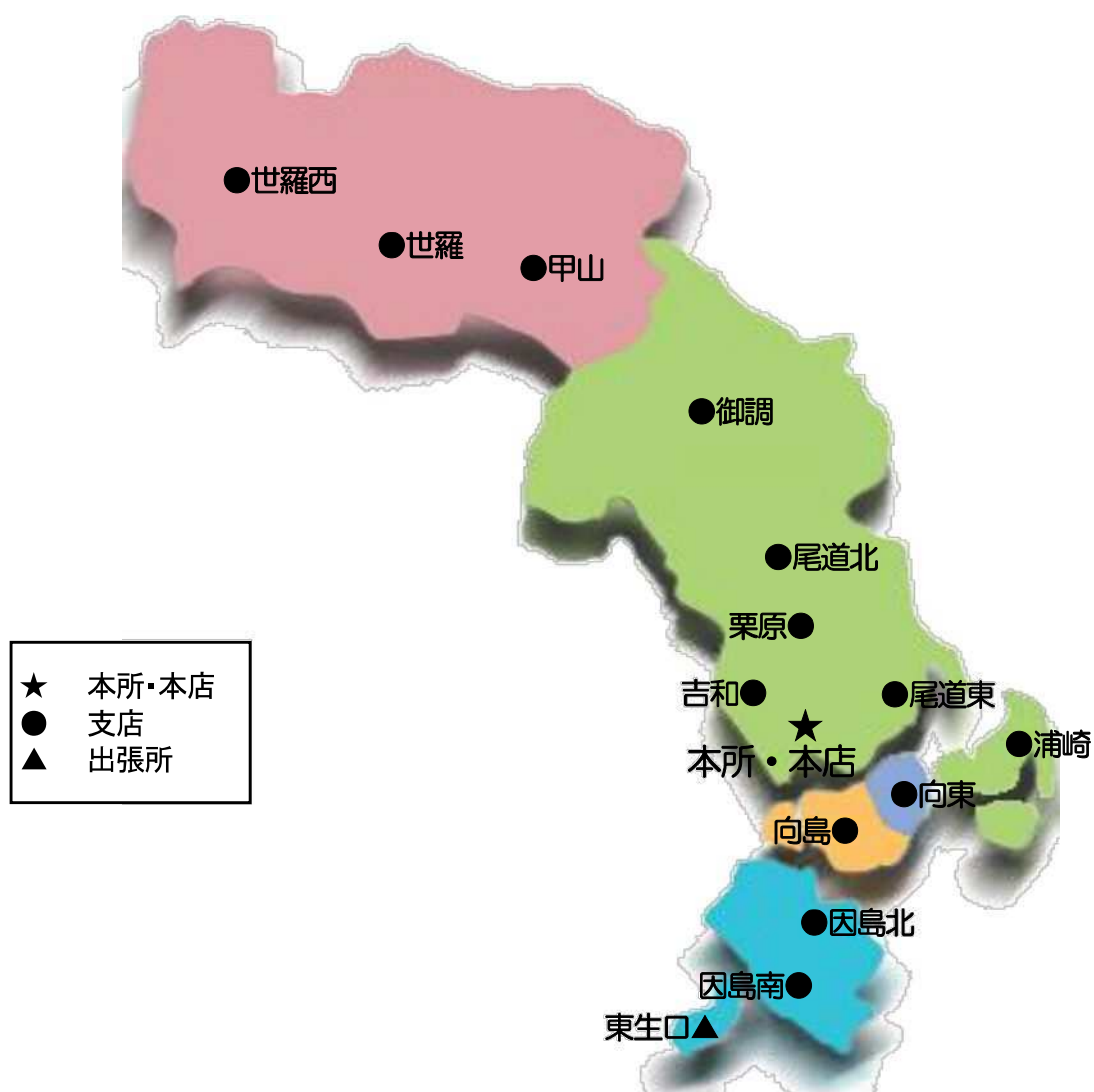 世羅西
世羅
甲山
御調
尾道北
栗原
吉和
尾道東
本所・本店
浦崎
向東
向島
因島北
因島南
東生口
★ 本所・本店
● 支店
▲ 出張所